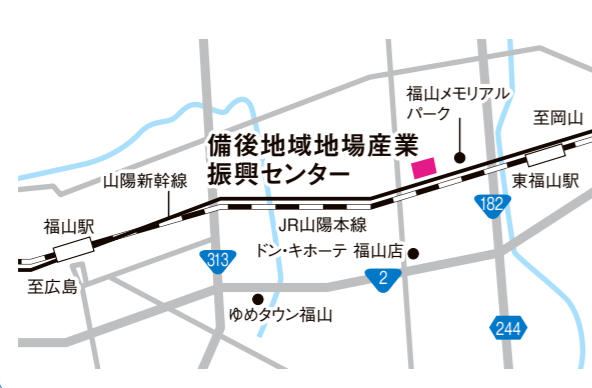 福山メモリアル
パーク
至岡山
備後地域地場産業
振興センター
山陽新幹線
東福山駅
182
福山駅
JR山陽本線
ドン・キホーテ 福山店
313
2
至広島
ゆめタウン福山
244